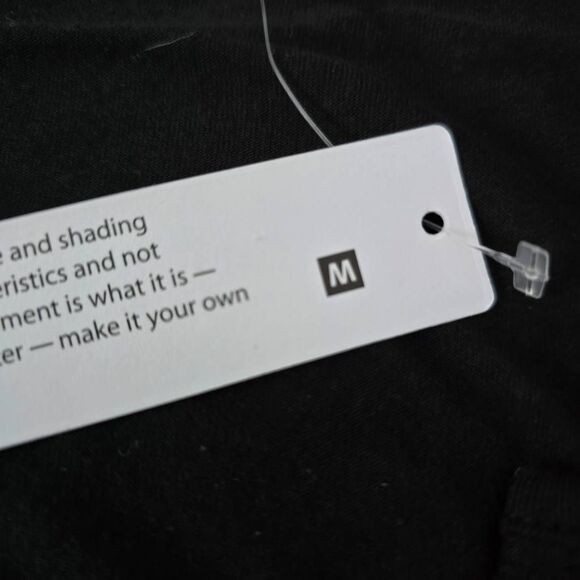 e and shading
eristics and not
ment is what it is —
er — make it your own
M